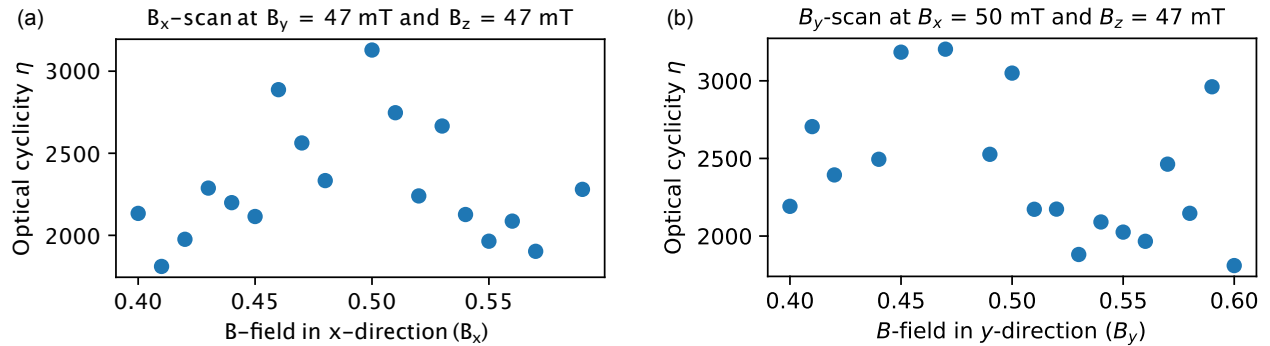 (a)
Bx-scan at By = 47 mT and Bz = 47 mT
Optical cyclicity η
3000
2500
2000
0.40 0.45 0.50 0.55
B-field in x-direction (Bx)
(b)
By-scan at Bx = 50 mT and Bz = 47 mT
Optical cyclicity η
3000
2500
2000
0.40 0.45 0.50 0.55 0.60
B-field in y-direction (By)